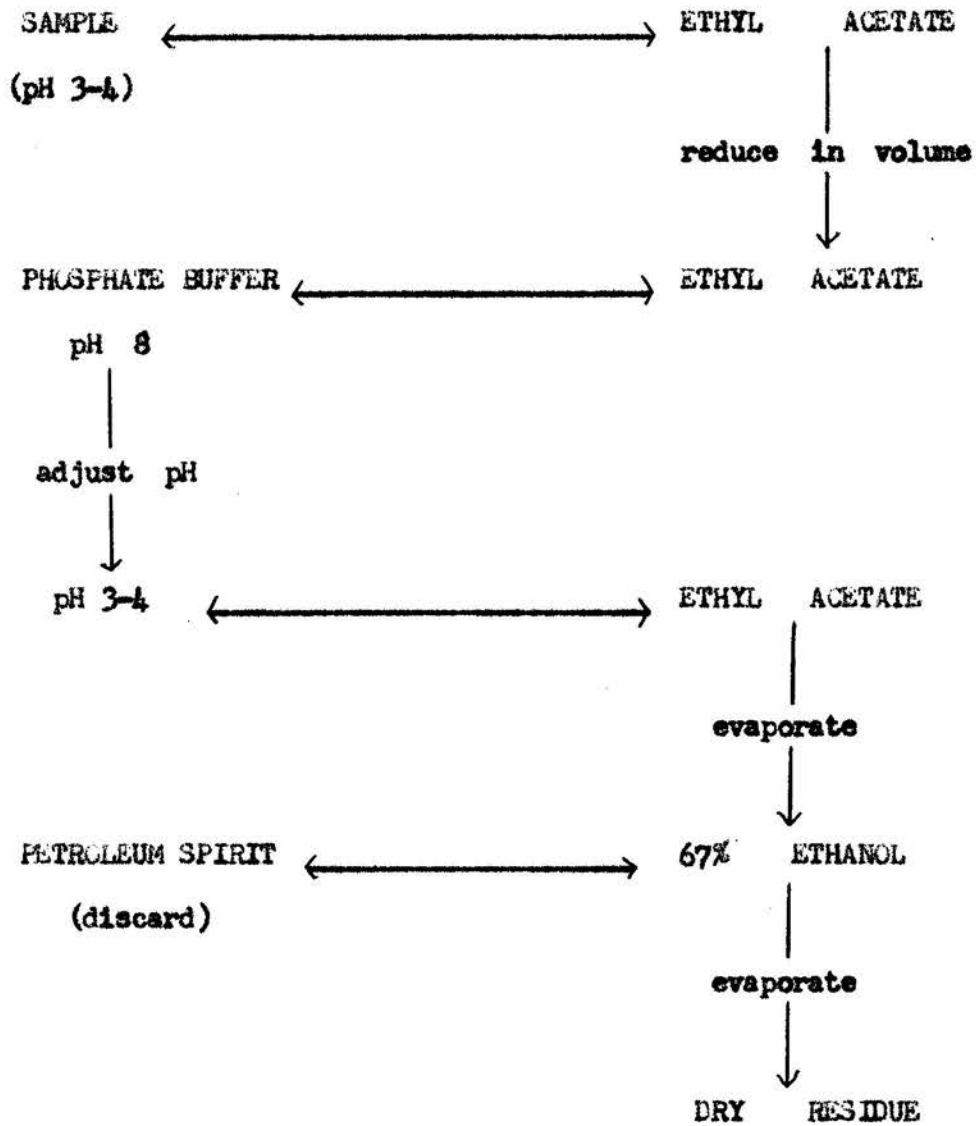 SAMPLE ETHYL ACETATE
(pH 3-4)
reduce in volume
PHOSPHATE BUFFER ETHYL ACETATE
pH 8
adjust pH
pH 3-4 ETHYL ACETATE
evaporate
PETROLEUM SPIRIT 67% ETHANOL
(discard)
evaporate
DRY RESIDUE